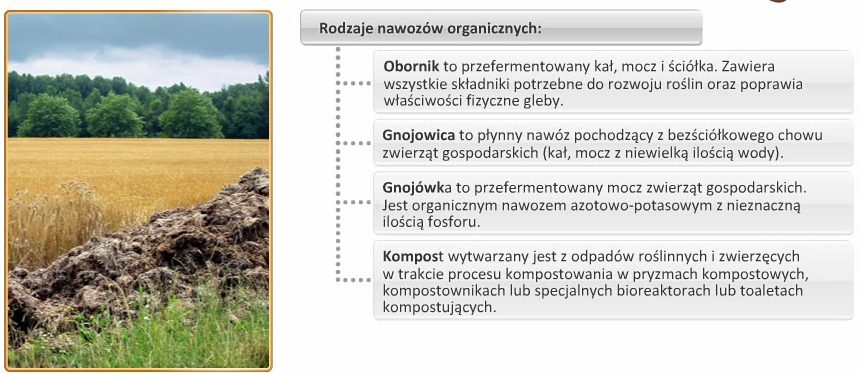 Rodzaje nawozów organicznych:
Obornik to przefermentowany kał, mocz i ściółka. Zawiera
wszystkie składniki potrzebne do rozwoju roślin oraz poprawia
właściwości fizyczne gleby.
Gnojowica to płynny nawóz pochodzący z bezściółkowego chowu
zwierząt gospodarskich (kał, mocz z niewielką ilością wody).
Gnojówka to przefermentowany mocz zwierząt gospodarskich.
Jest organicznym nawozem azotowo-potasowym z nieznaczną
ilością fosforu.
Kompost wytwarzany jest z odpadów roślinnych i zwierzęcych
w trakcie procesu kompostowania w pryzmach kompostowych,
kompostownikach lub specjalnych bioreaktorach lub toaletach
kompostujących.